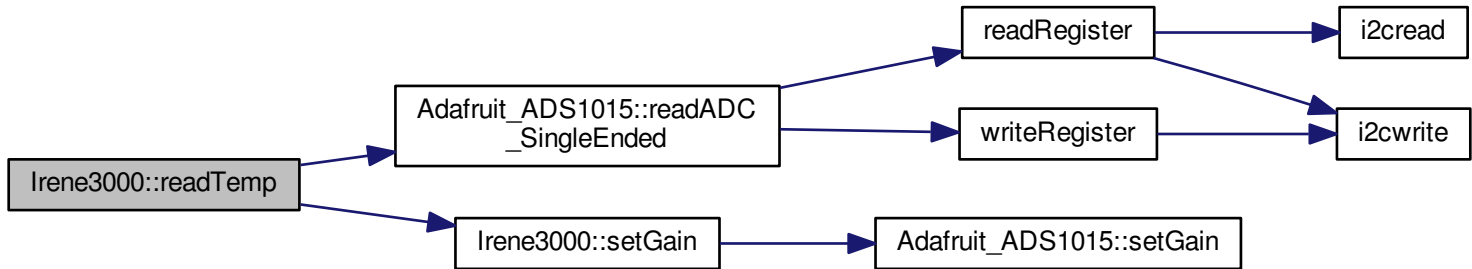 Irene3000::readTemp
Adafruit_ADS1015::readADC
_SingleEnded
readRegister
i2cread
writeRegister
i2cwrite
Irene3000::setGain
Adafruit_ADS1015::setGain